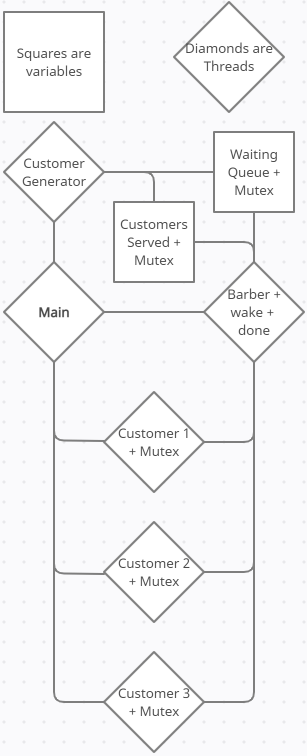 Squares are
variables
Diamonds are
Threads
Customer
Generator
Waiting
Queue +
Mutex
Customers
Served +
Mutex
Main
Barber +
wake +
done
Customer 1
+ Mutex
Customer 2
+ Mutex
Customer 3
+ Mutex